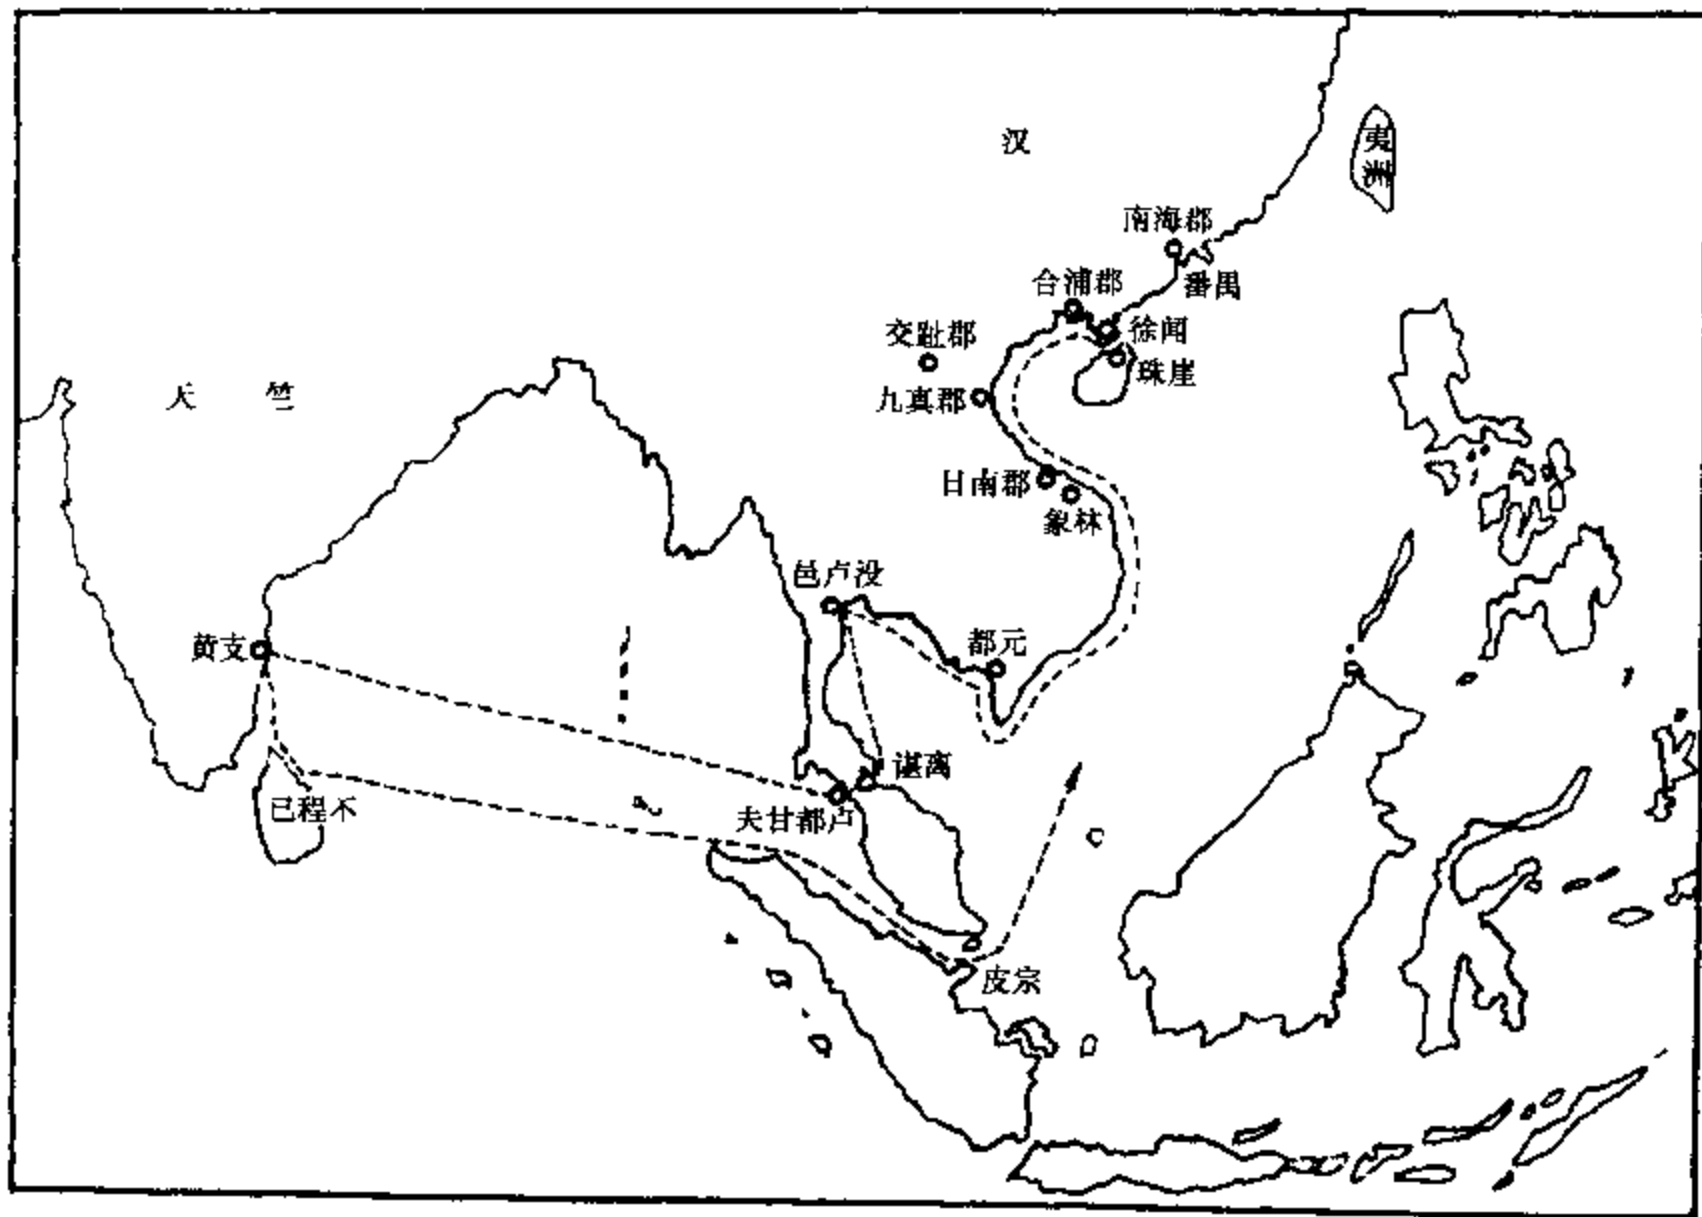 汉
夷洲
南海郡
番禺
合浦郡
徐闻
交趾郡
珠崖
天竺
九真郡
日南郡
象林
邑卢没
都元
黄支
谌离
已程不
夫甘都卢
皮宗